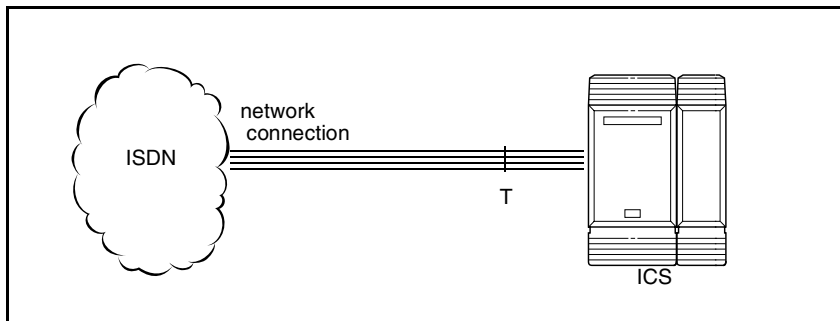 network
connection
ISDN
T
ICS